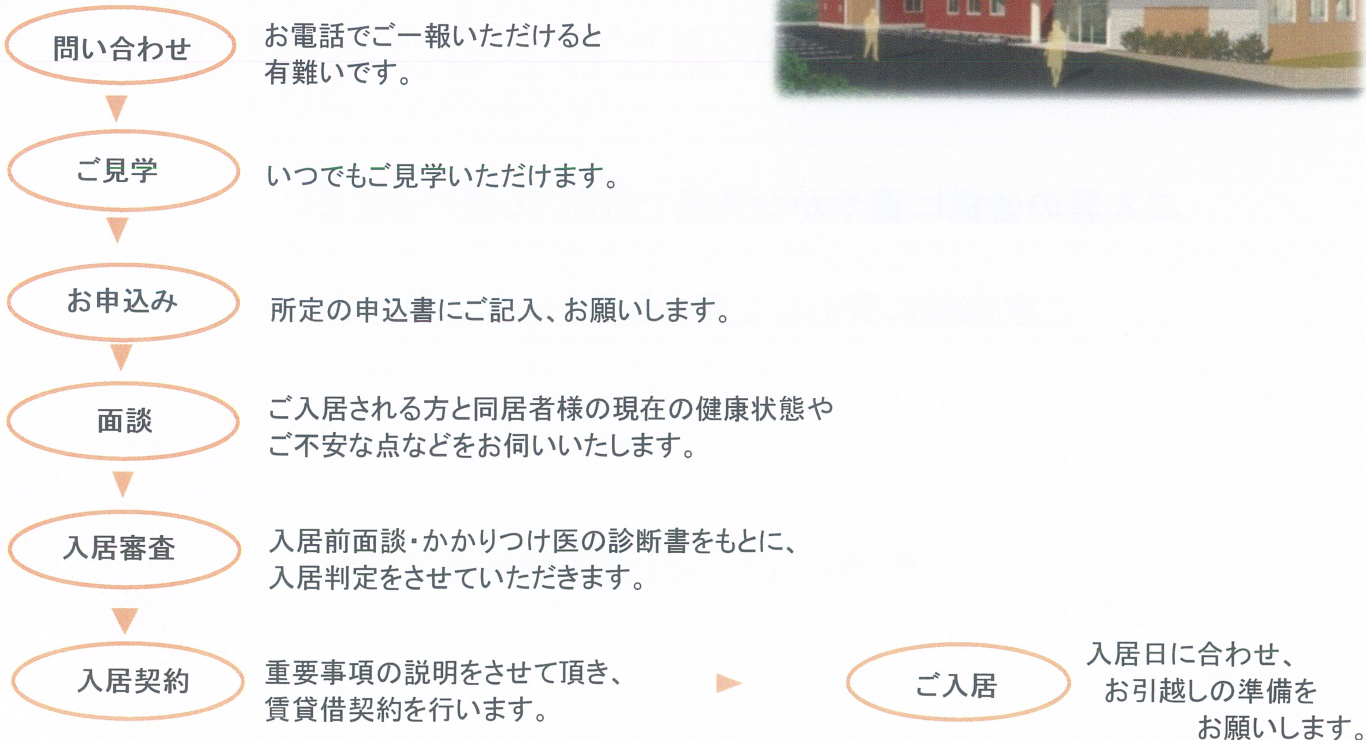 問い合わせ
お電話でご一報いただけると
有難いです。
ご見学
いつでもご見学いただけます。
お申込み
所定の申込書にご記入、お願いします。
面談
ご入居される方と同居者様の現在の健康状態や
ご不安な点などをお伺いいたします。
入居審査
入居前面談・かかりつけ医の診断書をもとに、
入居判定をさせていただきます。
入居契約
重要事項の説明をさせて頂き、
賃貸借契約を行います。
ご入居
入居日に合わせ、
お引越しの準備を
お願いします。